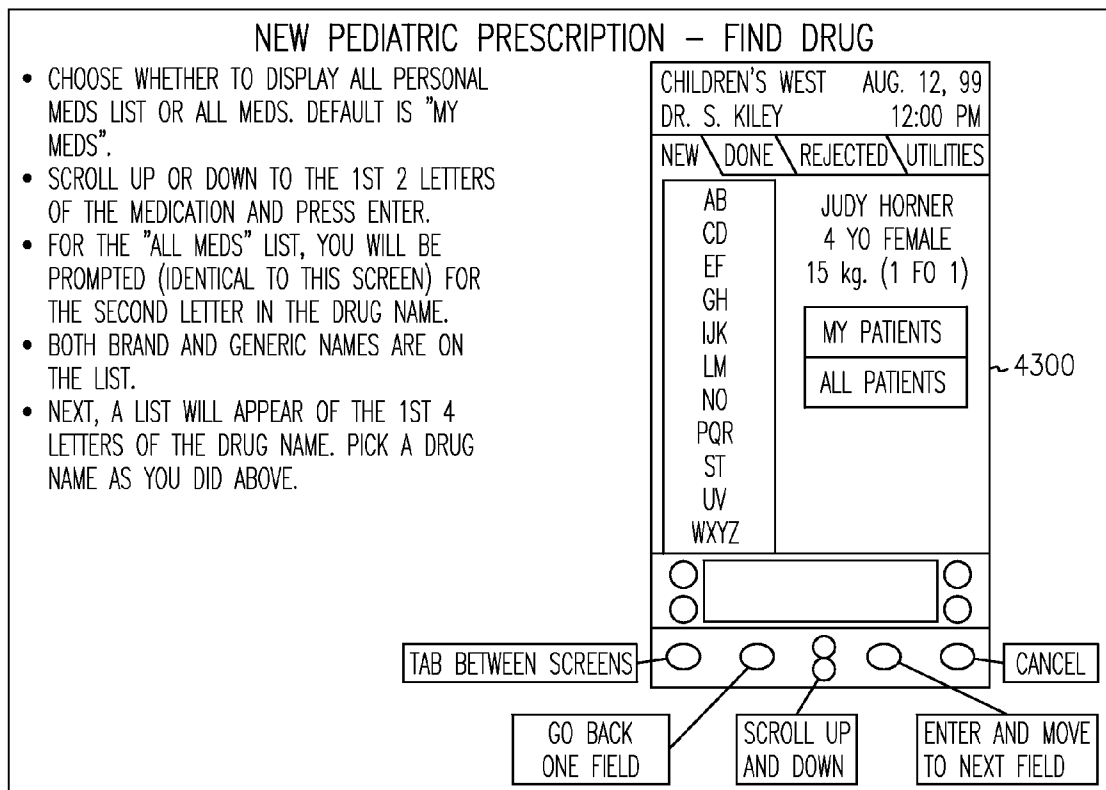 NEW PEDIATRIC PRESCRIPTION – FIND DRUG
• CHOOSE WHETHER TO DISPLAY ALL PERSONAL
MEDS LIST OR ALL MEDS. DEFAULT IS "MY
MEDS".
• SCROLL UP OR DOWN TO THE 1ST 2 LETTERS
OF THE MEDICATION AND PRESS ENTER.
• FOR THE "ALL MEDS" LIST, YOU WILL BE
PROMPTED (IDENTICAL TO THIS SCREEN) FOR
THE SECOND LETTER IN THE DRUG NAME.
• BOTH BRAND AND GENERIC NAMES ARE ON
THE LIST.
• NEXT, A LIST WILL APPEAR OF THE 1ST 4
LETTERS OF THE DRUG NAME. PICK A DRUG
NAME AS YOU DID ABOVE.
CHILDREN'S WEST AUG. 12, 99
DR. S. KILEY 12:00 PM
NEW DONE REJECTED UTILITIES
AB
CD
EF
GH
IJK
LM
NO
PQR
ST
UV
WXYZ
JUDY HORNER
4 YO FEMALE
15 kg. (1 FO 1)
MY PATIENTS
ALL PATIENTS
4300
TAB BETWEEN SCREENS
CANCEL
GO BACK
ONE FIELD
SCROLL UP
AND DOWN
ENTER AND MOVE
TO NEXT FIELD